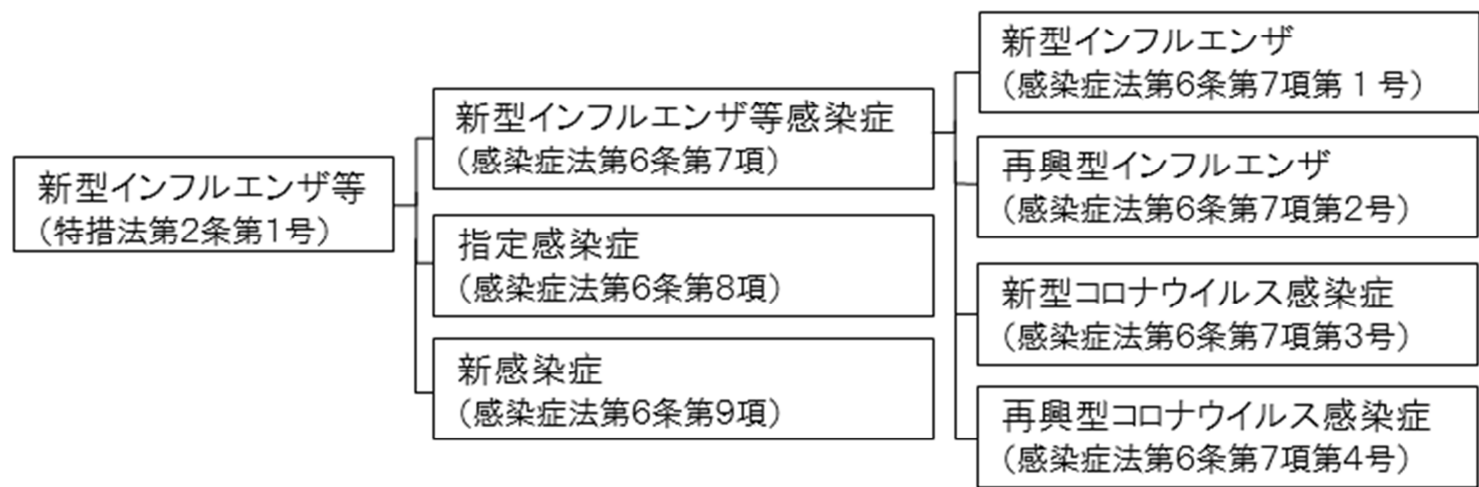 新型インフルエンザ等
(特措法第2条第1号)
新型インフルエンザ等感染症
(感染症法第6条第7項)
指定感染症
(感染症法第6条第8項)
新感染症
(感染症法第6条第9項)
新型インフルエンザ
(感染症法第6条第7項第1号)
再興型インフルエンザ
(感染症法第6条第7項第2号)
新型コロナウイルス感染症
(感染症法第6条第7項第3号)
再興型コロナウイルス感染症
(感染症法第6条第7項第4号)